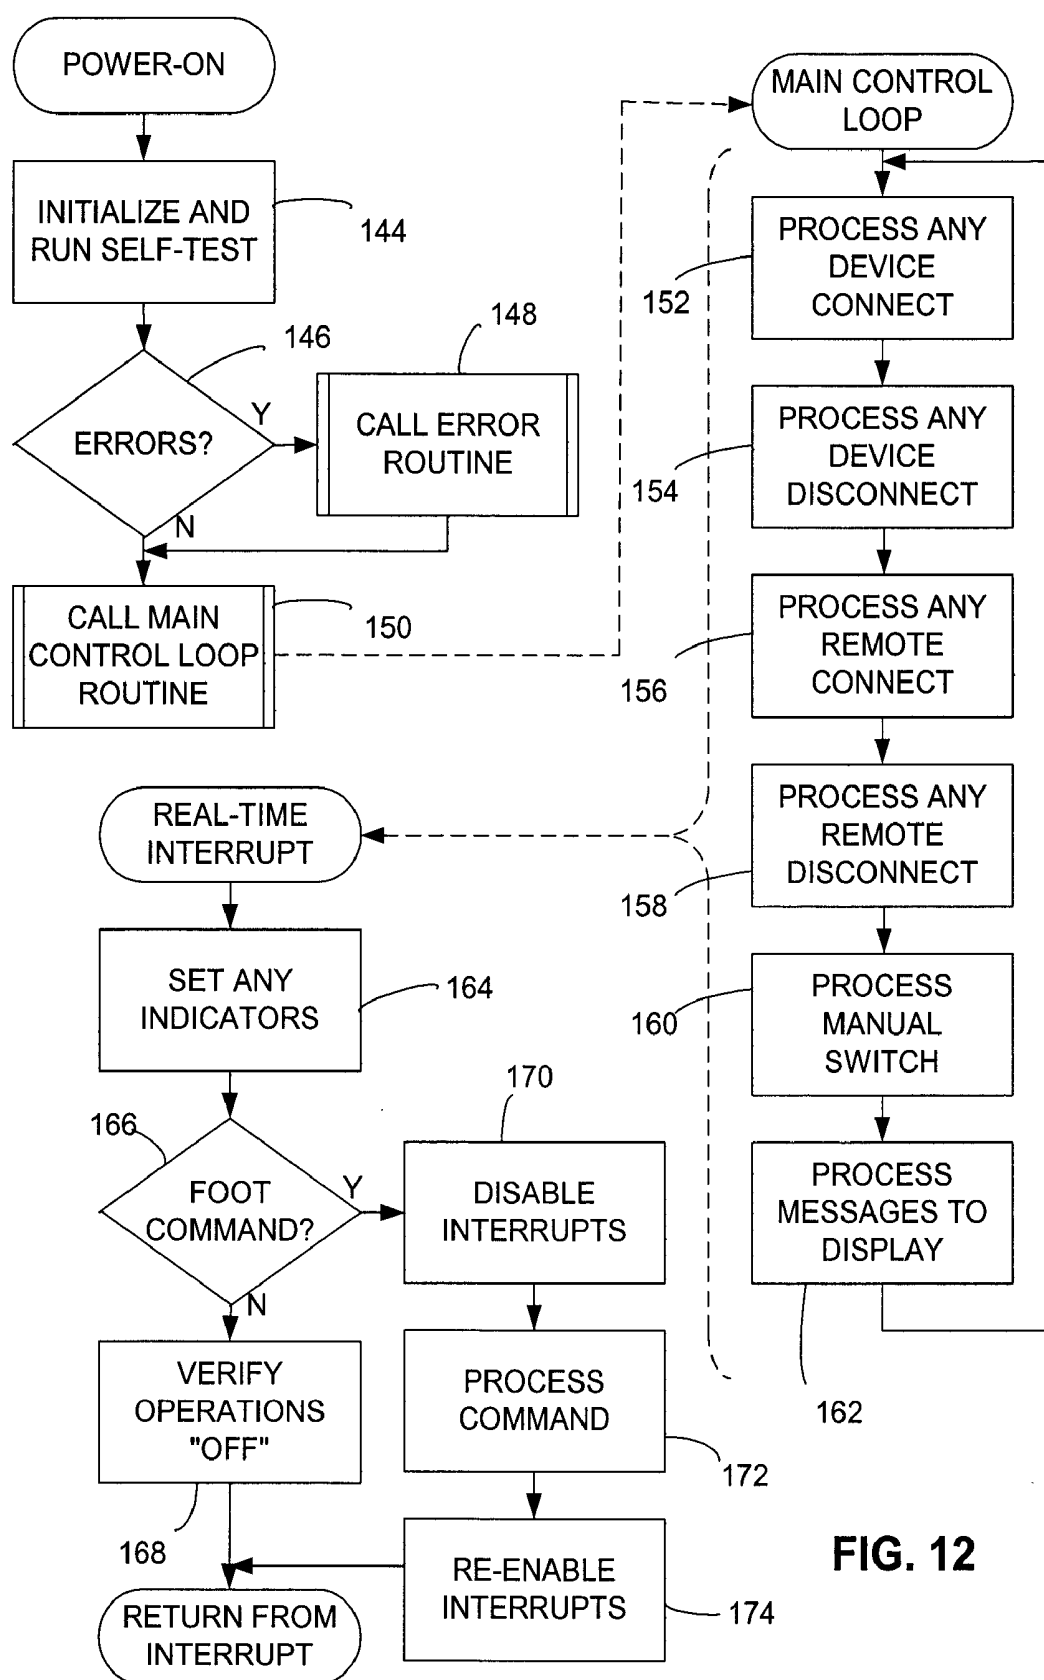 POWER-ON
INITIALIZE AND
RUN SELF-TEST
144
146
ERRORS?
Y
N
148
CALL ERROR
ROUTINE
CALL MAIN
CONTROL LOOP
ROUTINE
150
MAIN CONTROL
LOOP
PROCESS ANY
DEVICE
CONNECT
152
PROCESS ANY
DEVICE
DISCONNECT
154
PROCESS ANY
REMOTE
CONNECT
156
PROCESS ANY
REMOTE
DISCONNECT
158
PROCESS
MANUAL
SWITCH
160
PROCESS
MESSAGES TO
DISPLAY
162
REAL-TIME
INTERRUPT
SET ANY
INDICATORS
164
166
FOOT
COMMAND?
Y
N
170
DISABLE
INTERRUPTS
VERIFY
OPERATIONS
"OFF"
168
PROCESS
COMMAND
172
RE-ENABLE
INTERRUPTS
174
RETURN FROM
INTERRUPT
FIG. 12